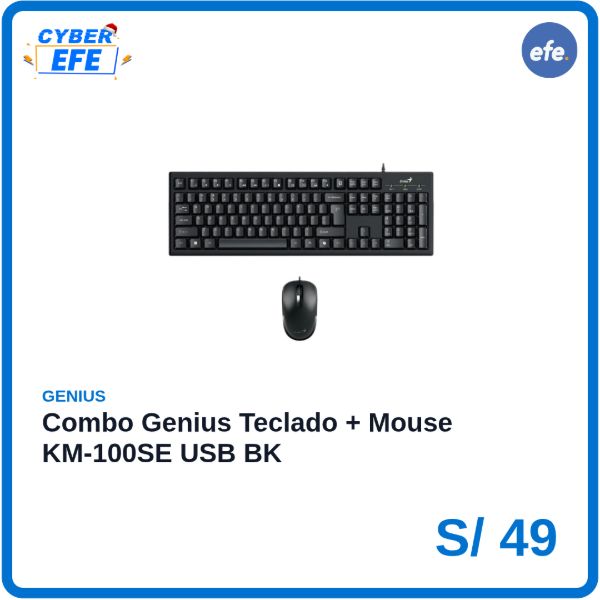 CYBER
EFE
efe.
GENIUS
Combo Genius Teclado + Mouse
KM-100SE USB BK
S/ 49